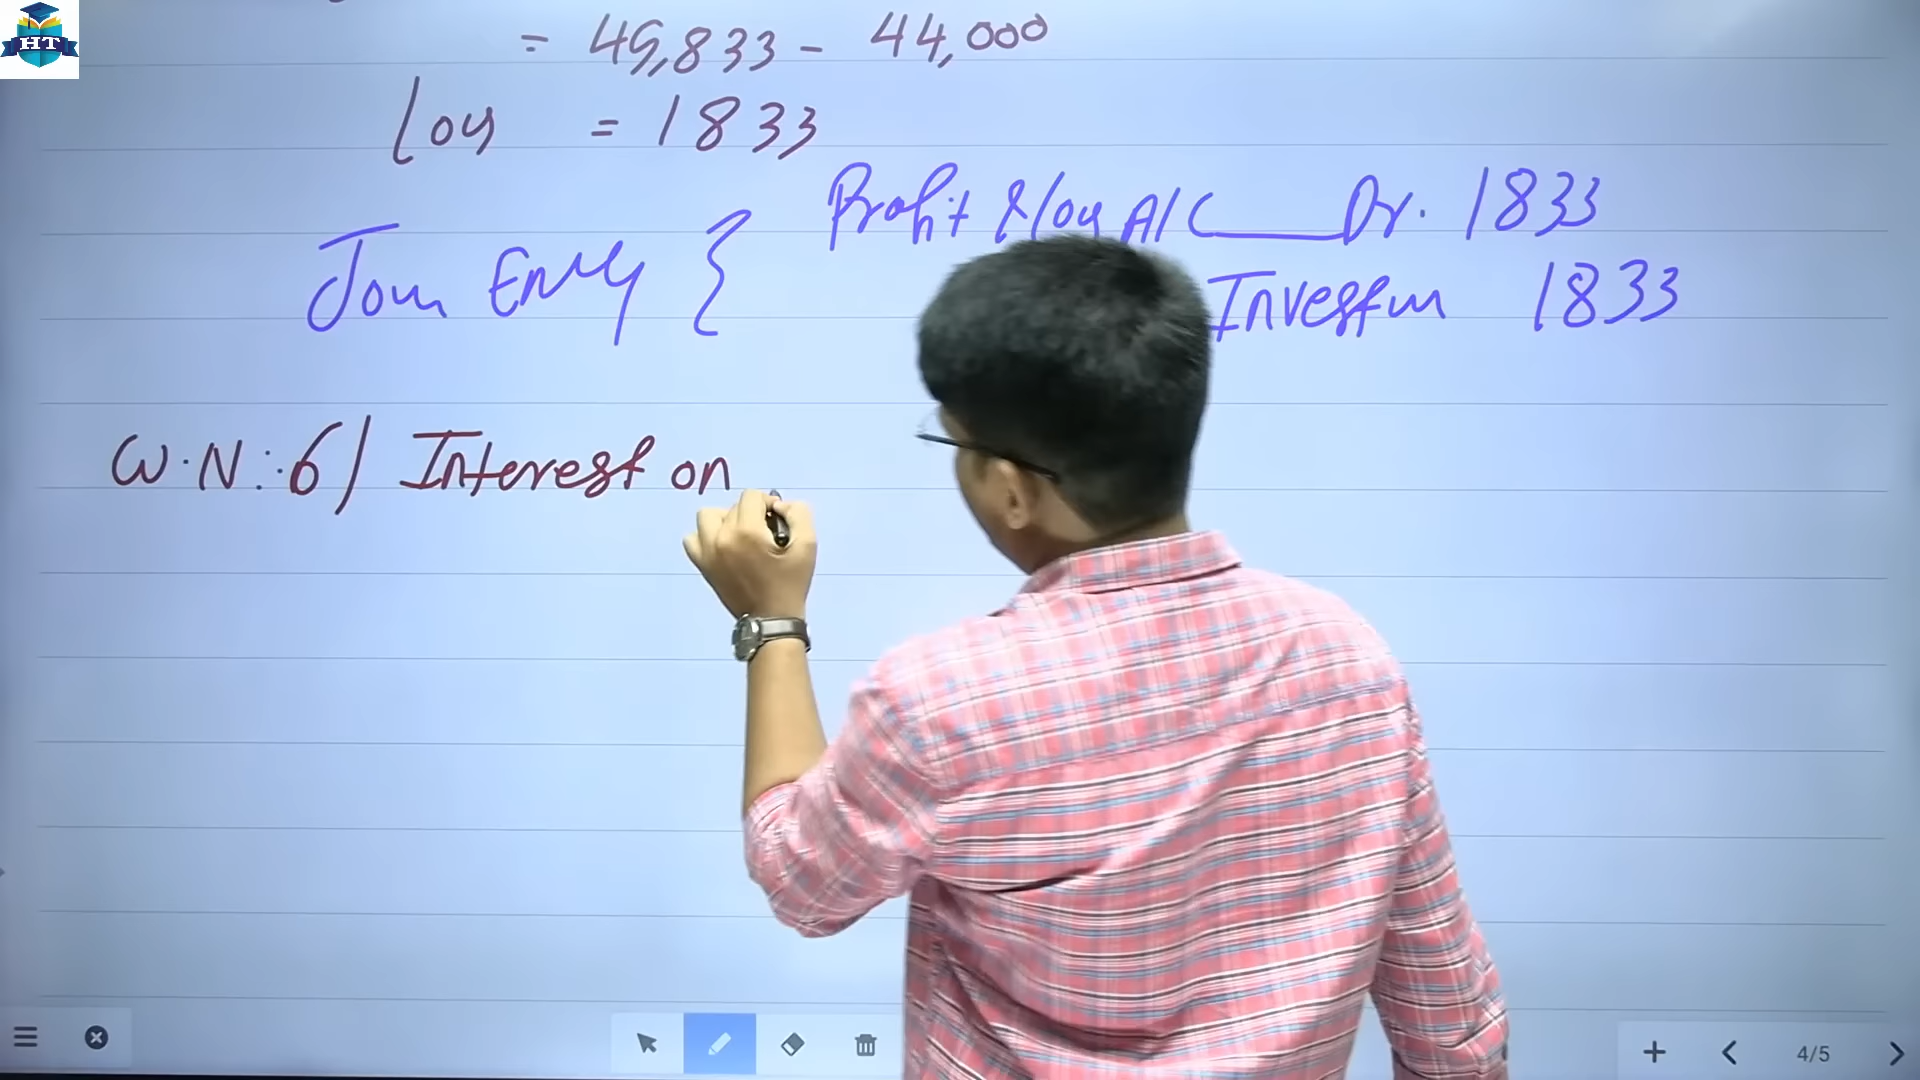 HT
= 45,833 - 44,000
Loss = 1833
Jour Entry { Profit & loss A/C Dr. 1833
Investm 1833
W.N:6) Interest on
4/5